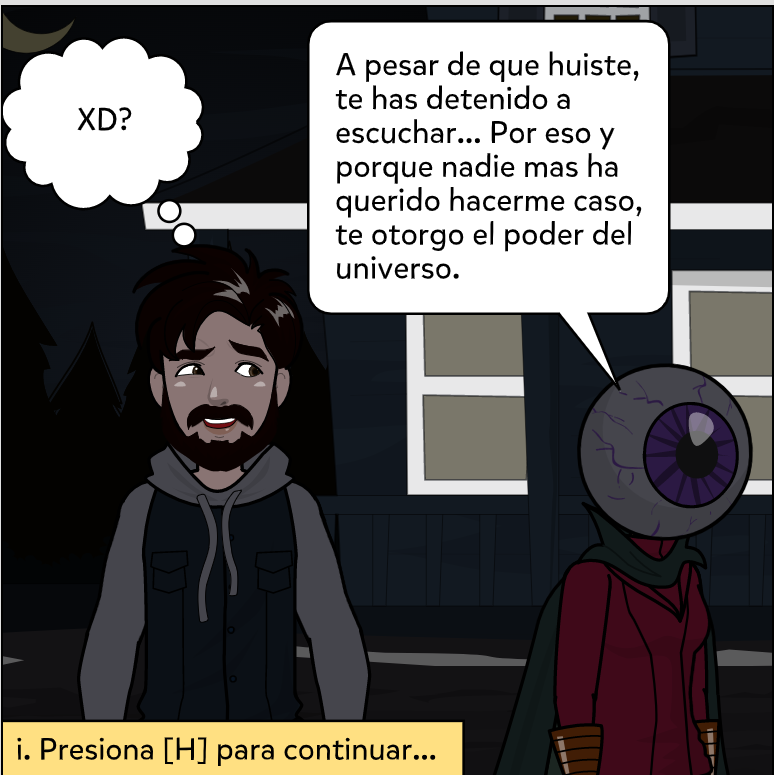 XD?
A pesar de que huiste,
te has detenido a
escuchar... Por eso y
porque nadie mas ha
querido hacerme caso,
te otorgo el poder del
universo.
i. Presiona [H] para continuar...